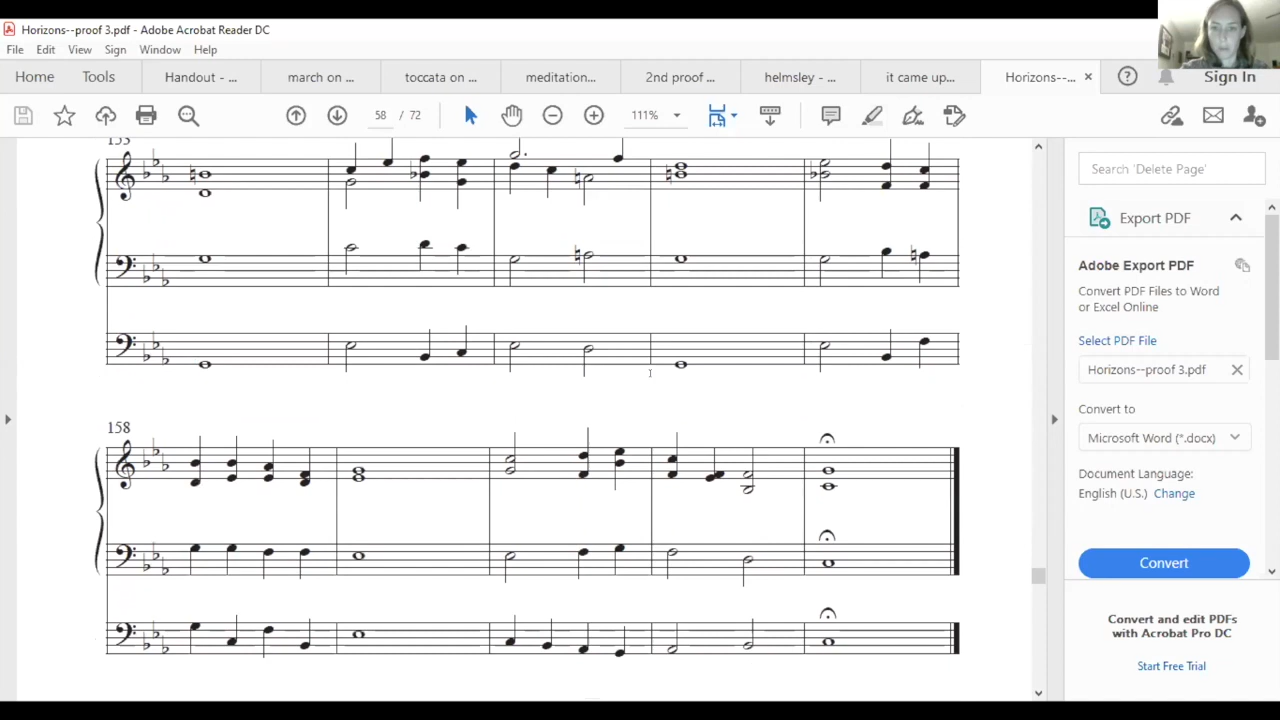 Horizons--proof 3.pdf - Adobe Acrobat Reader DC
File Edit View Sign Window Help
Home Tools Handout - ... march on ... toccata on ... meditation... 2nd proof ... helmsley - ... it came up... Horizons--... Sign In
58 / 72 111%
153
158
Search 'Delete Page'
Export PDF
Adobe Export PDF
Convert PDF Files to Word
or Excel Online
Select PDF File
Horizons--proof 3.pdf
Convert to
Microsoft Word (*.docx)
Document Language:
English (U.S.) Change
Convert
Convert and edit PDFs
with Acrobat Pro DC
Start Free Trial